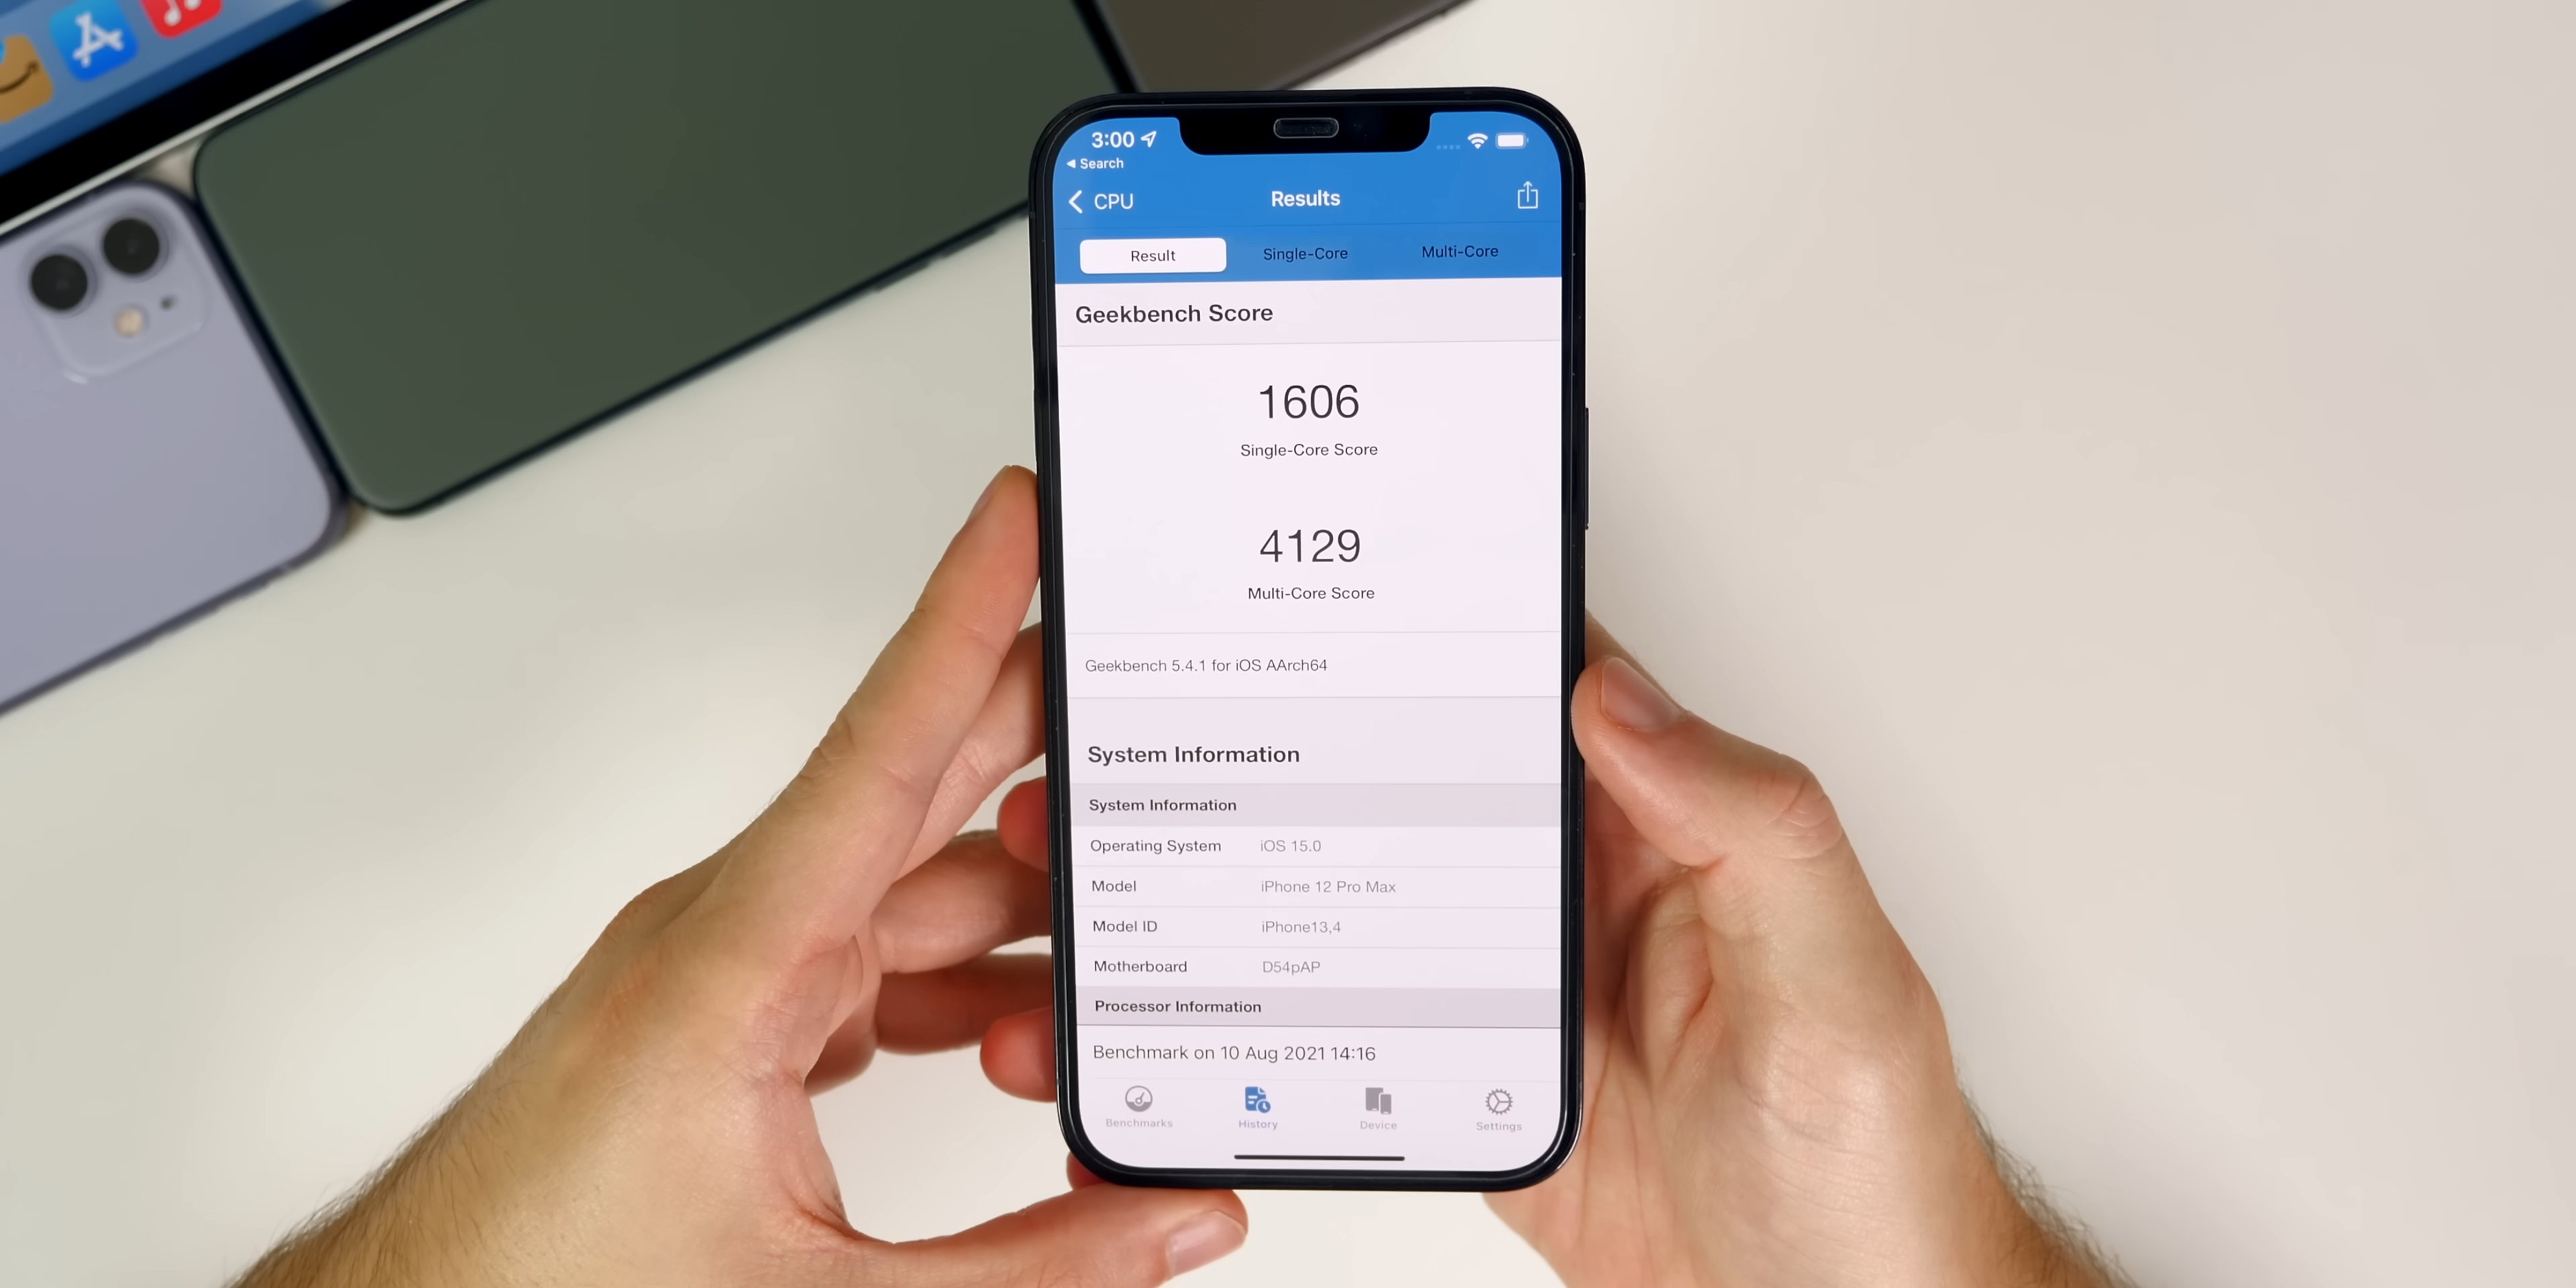 3:00
◀ Search
CPU
Results
Result
Single-Core
Multi-Core
Geekbench Score
1606
Single-Core Score
4129
Multi-Core Score
Geekbench 5.4.1 for iOS AArch64
System Information
System Information
Operating System iOS 15.0
Model iPhone 12 Pro Max
Model ID iPhone13,4
Motherboard D54pAP
Processor Information
Benchmark on 10 Aug 2021 14:16
Benchmarks
History
Device
Settings